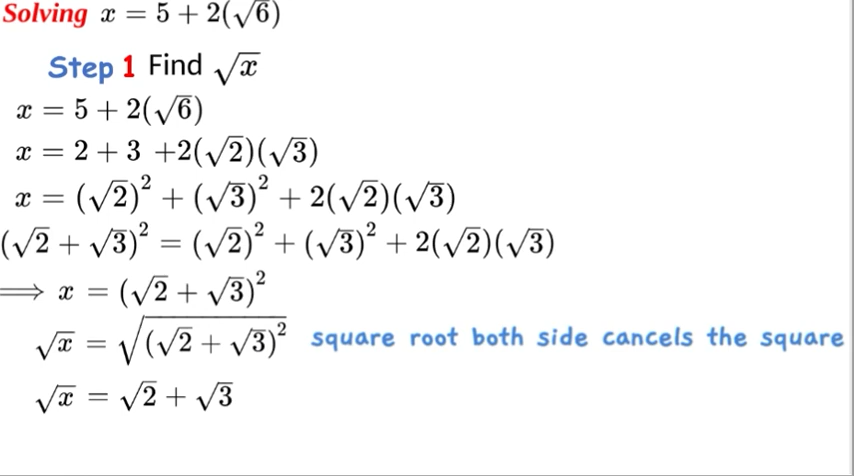 Solving x = 5 + 2(√6)
Step 1 Find √x
x = 5 + 2(√6)
x = 2 + 3 +2(√2)(√3)
x = (√2)² + (√3)² + 2(√2)(√3)
(√2 + √3)² = (√2)² + (√3)² + 2(√2)(√3)
⟹ x = (√2 + √3)²
√x = √((√2 + √3)²) square root both side cancels the square
√x = √2 + √3